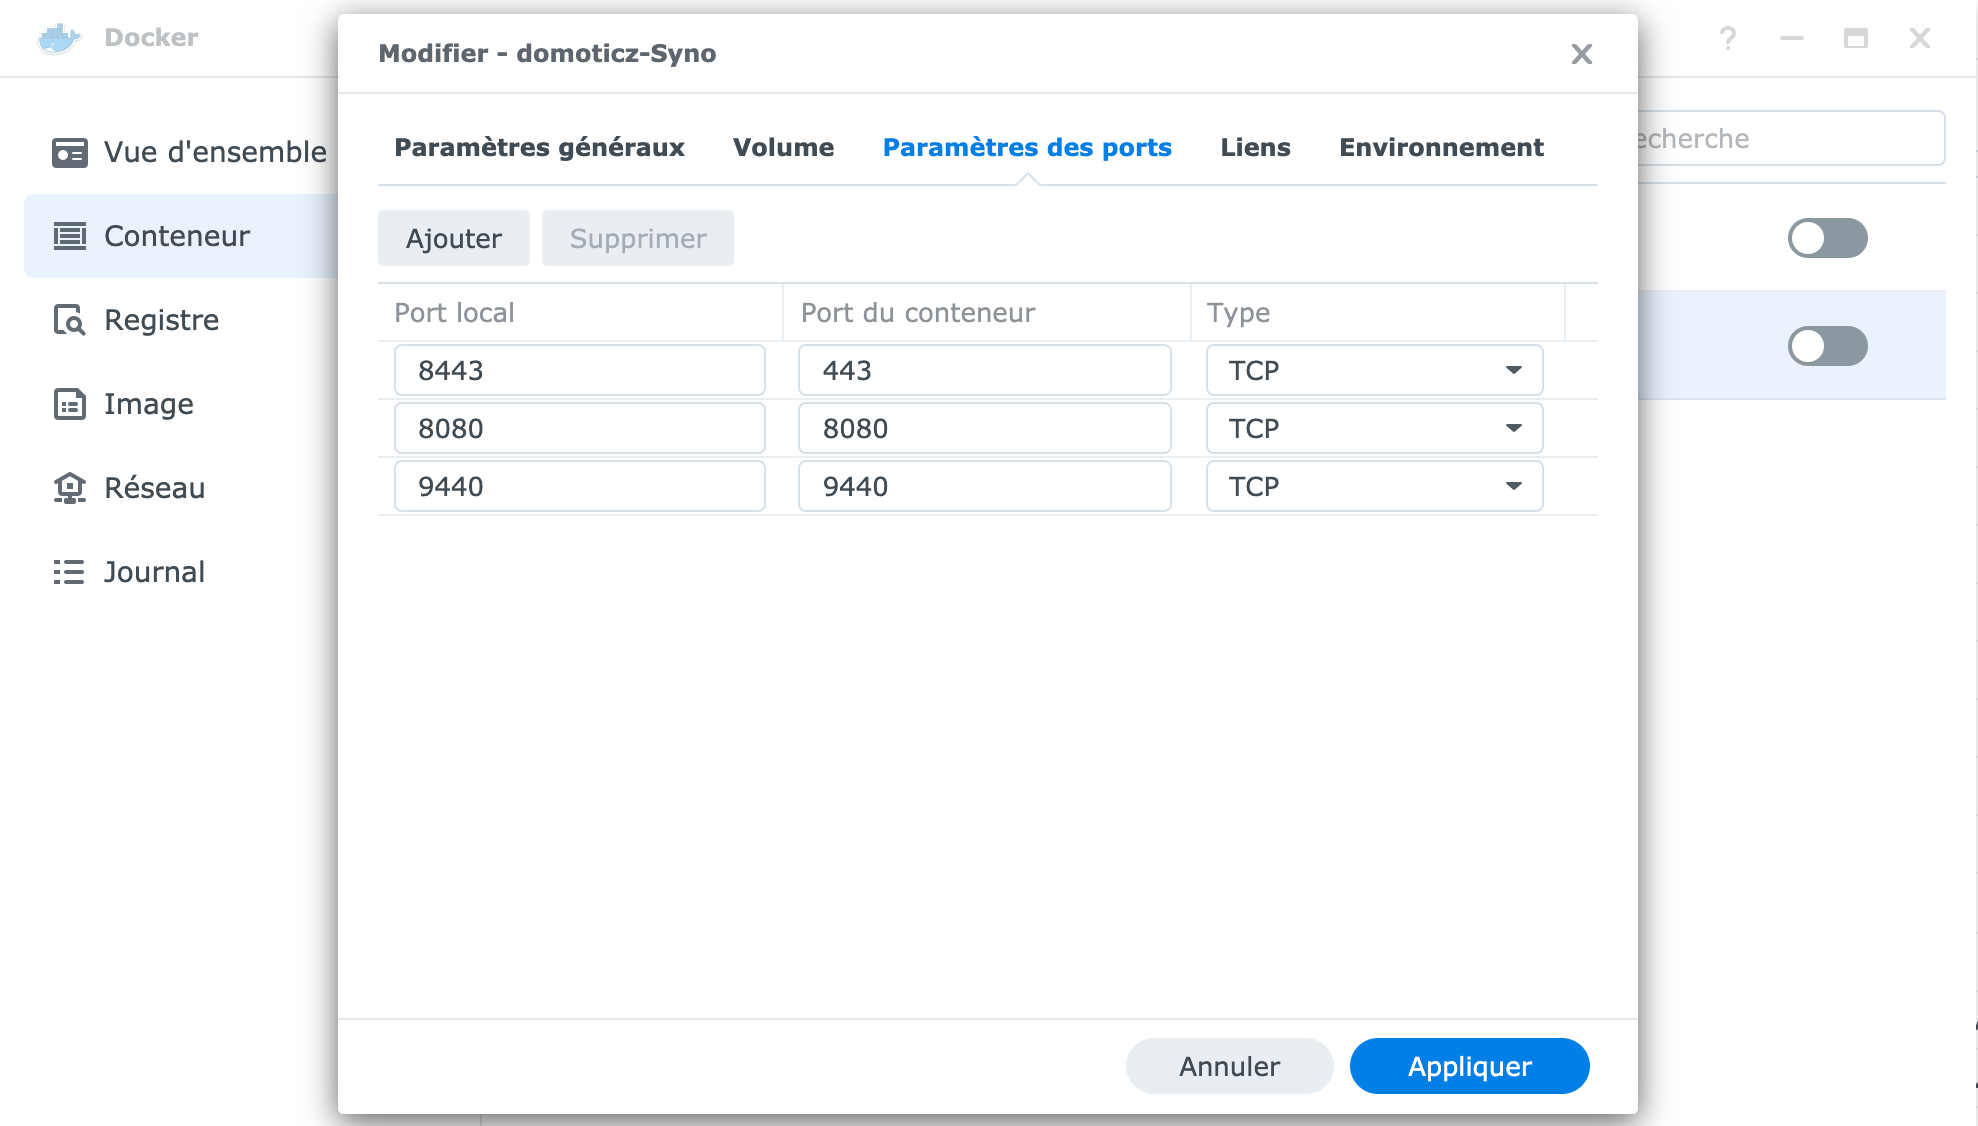 Docker
Modifier - domoticz-Syno
Vue d'ensemble
Conteneur
Registre
Image
Réseau
Journal
Paramètres généraux Volume Paramètres des ports Liens Environnement
Ajouter Supprimer
Port local Port du conteneur Type
8443 443 TCP
8080 8080 TCP
9440 9440 TCP
Annuler Appliquer
?
echerche